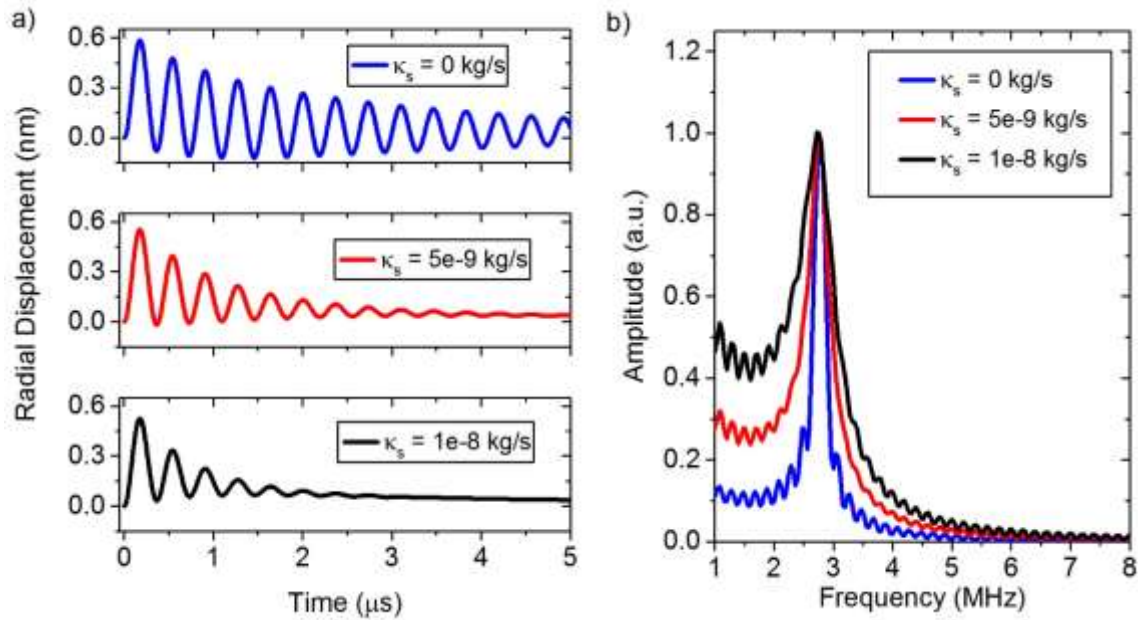 a)
Radial Displacement (nm)
0.6
0.3
0.0
κs = 0 kg/s
0.6
0.3
0.0
κs = 5e-9 kg/s
0.6
0.3
0.0
κs = 1e-8 kg/s
0 1 2 3 4 5
Time (μs)
b)
Amplitude (a.u.)
1.2
1.0
0.8
0.6
0.4
0.2
0.0
κs = 0 kg/s
κs = 5e-9 kg/s
κs = 1e-8 kg/s
1 2 3 4 5 6 7 8
Frequency (MHz)